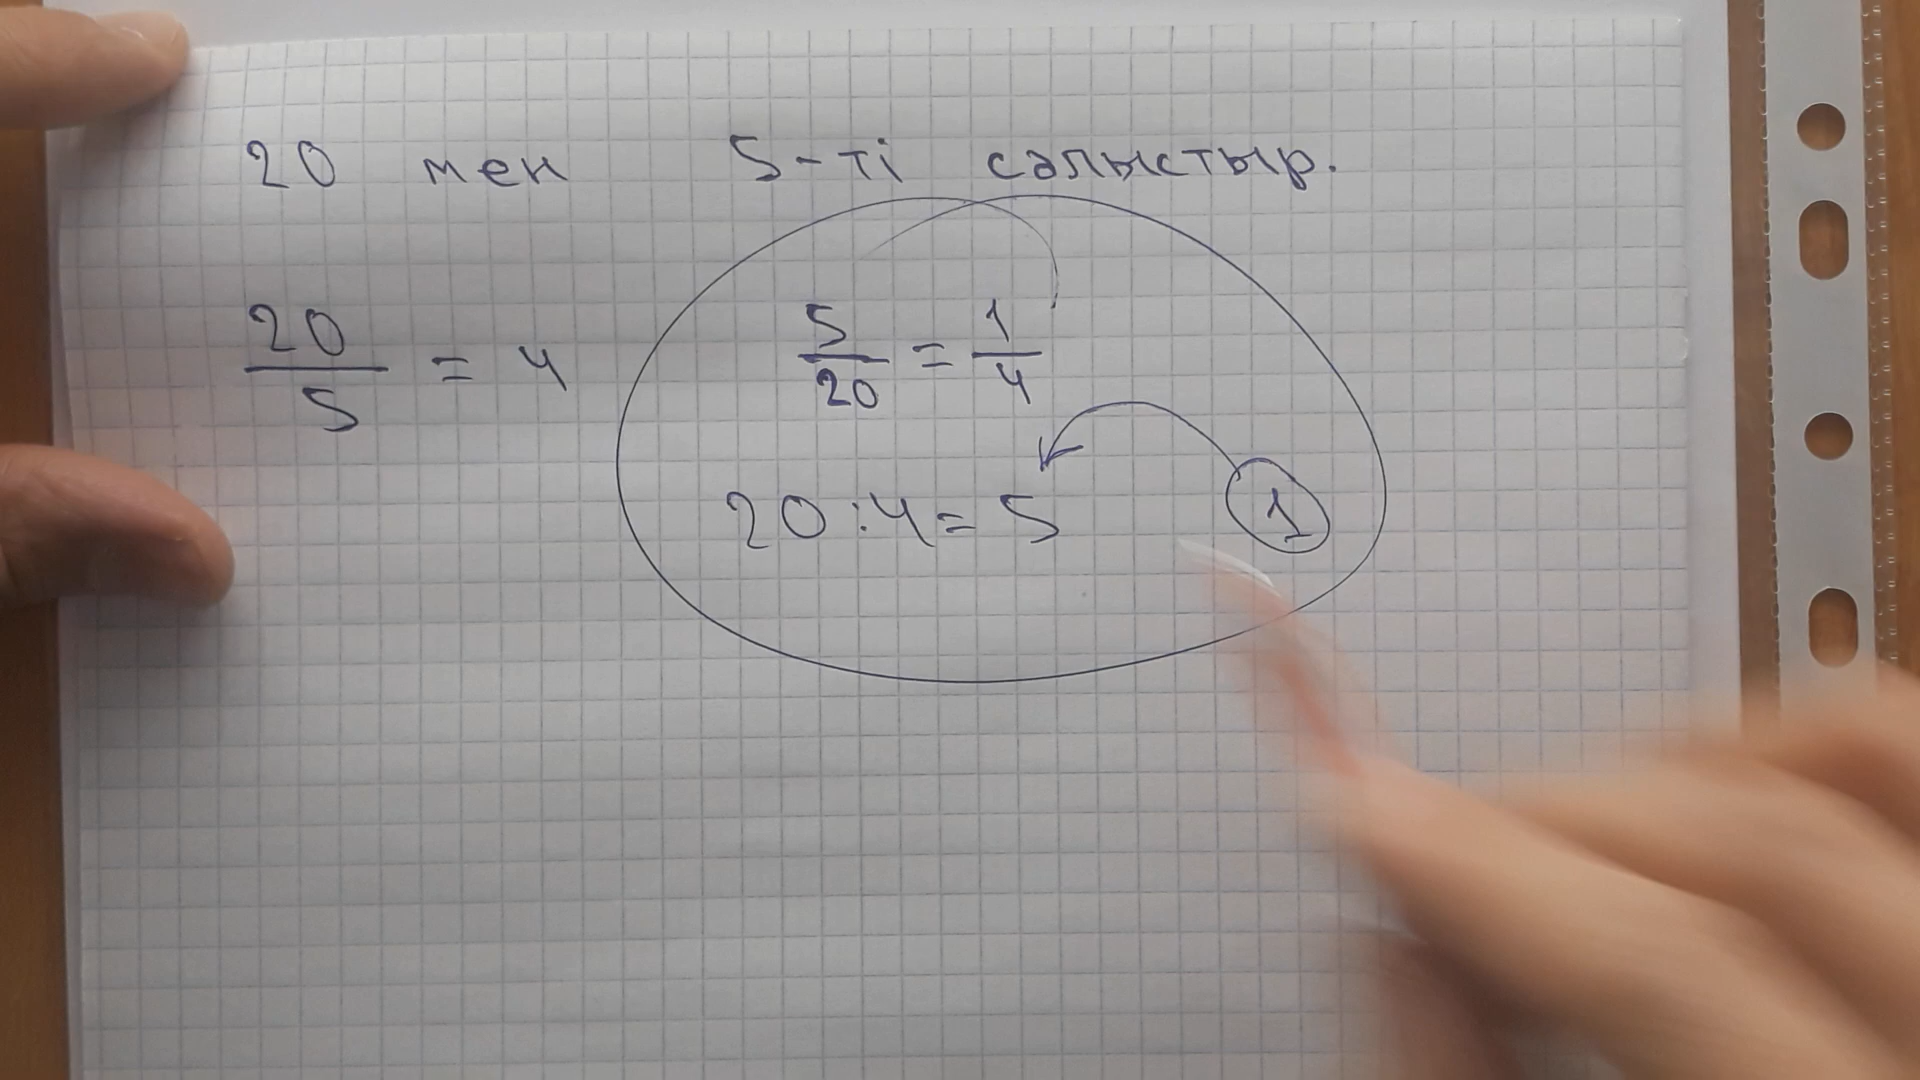 20 мен 5-ті салыстыр.
20/5 = 4
5/20 = 1/4
20:4=5
1